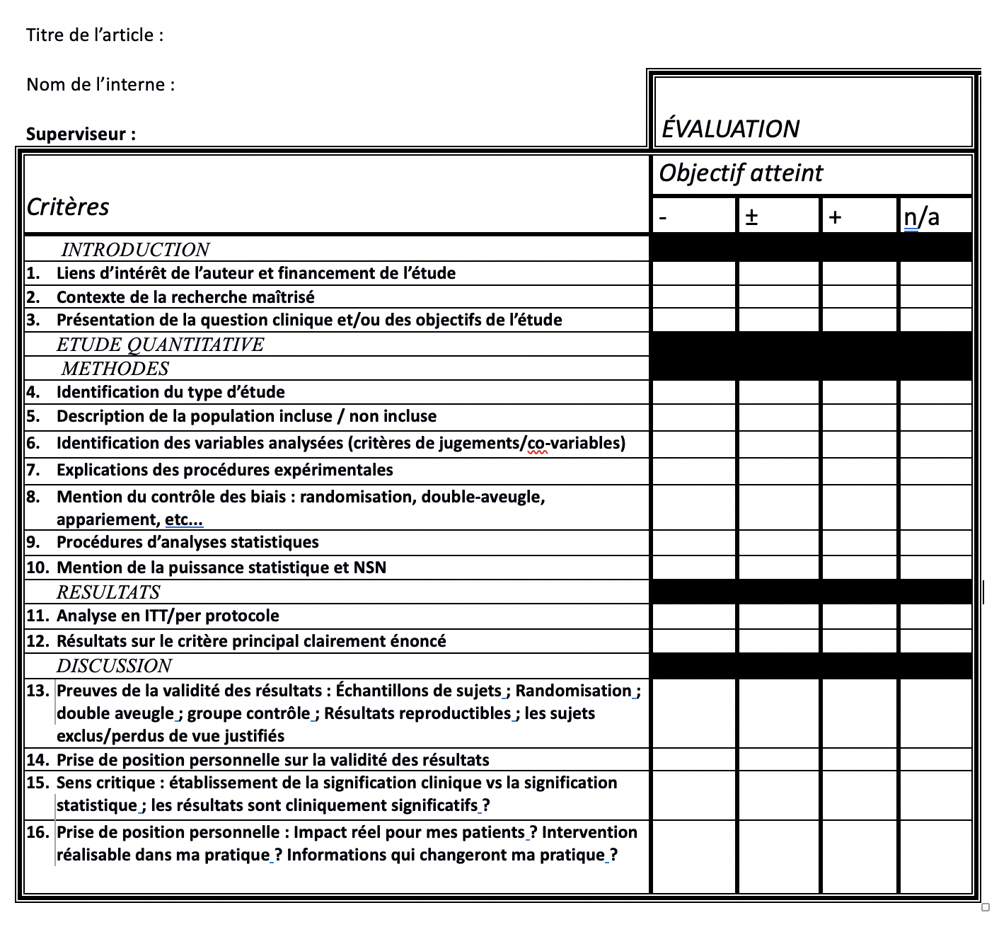 Titre de l’article :
Nom de l’interne :
Superviseur :
ÉVALUATION
Critères
Objectif atteint
- ± + n/a
INTRODUCTION
1. Liens d’intérêt de l’auteur et financement de l’étude
2. Contexte de la recherche maîtrisé
3. Présentation de la question clinique et/ou des objectifs de l’étude
ETUDE QUANTITATIVE
METHODES
4. Identification du type d’étude
5. Description de la population incluse / non incluse
6. Identification des variables analysées (critères de jugements/co-variables)
7. Explications des procédures expérimentales
8. Mention du contrôle des biais : randomisation, double-aveugle,
appariement, etc...
9. Procédures d’analyses statistiques
10. Mention de la puissance statistique et NSN
RESULTATS
11. Analyse en ITT/per protocole
12. Résultats sur le critère principal clairement énoncé
DISCUSSION
13. Preuves de la validité des résultats : Échantillons de sujets ; Randomisation ;
double aveugle ; groupe contrôle ; Résultats reproductibles ; les sujets
exclus/perdus de vue justifiés
14. Prise de position personnelle sur la validité des résultats
15. Sens critique : établissement de la signification clinique vs la signification
statistique ; les résultats sont cliniquement significatifs ?
16. Prise de position personnelle : Impact réel pour mes patients ? Intervention
réalisable dans ma pratique ? Informations qui changeront ma pratique ?